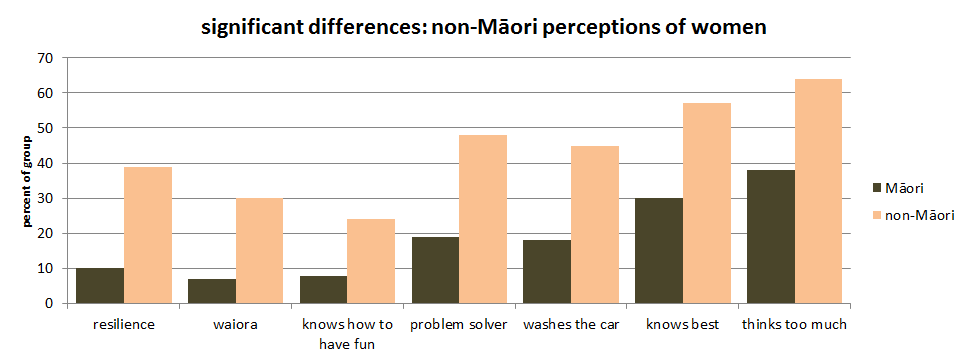 significant differences: non-Māori perceptions of women
70
60
50
40
30
20
10
0
percent of group
resilience
waiora
knows how to
have fun
problem solver
washes the car
knows best
thinks too much
Māori
non-Māori